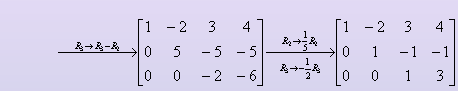 R₃→R₃−R₂ [1 −2 3 4] R₂→1/5R₂ [1 −2 3 4]
[0 5 −5 −5] [0 1 −1 −1]
[0 0 −2 −6] R₃→−1/2R₃ [0 0 1 3]